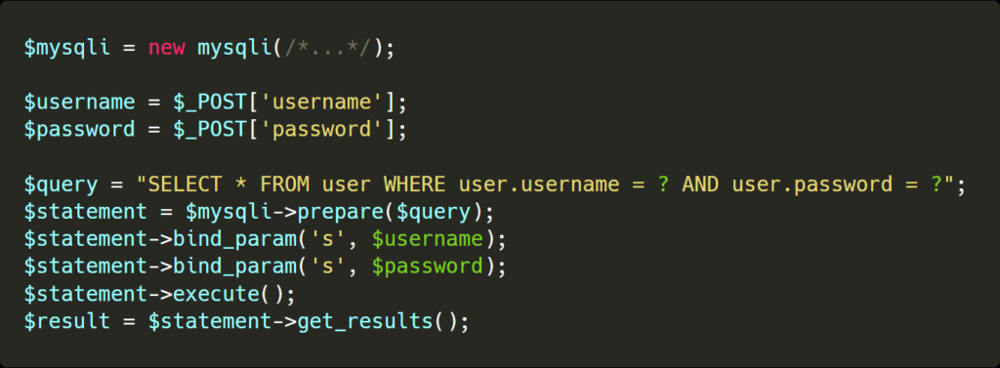 $mysqli = new mysqli(/*...*/);
$username = $_POST['username'];
$password = $_POST['password'];
$query = "SELECT * FROM user WHERE user.username = ? AND user.password = ?";
$statement = $mysqli->prepare($query);
$statement->bind_param('s', $username);
$statement->bind_param('s', $password);
$statement->execute();
$result = $statement->get_results();